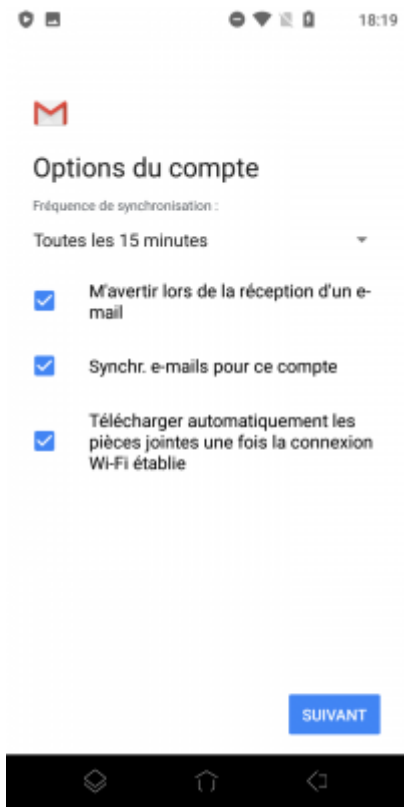 18:19
Options du compte
Fréquence de synchronisation :
Toutes les 15 minutes
M'avertir lors de la réception d'un e-
mail
Synchr. e-mails pour ce compte
Télécharger automatiquement les
pièces jointes une fois la connexion
Wi-Fi établie
SUIVANT